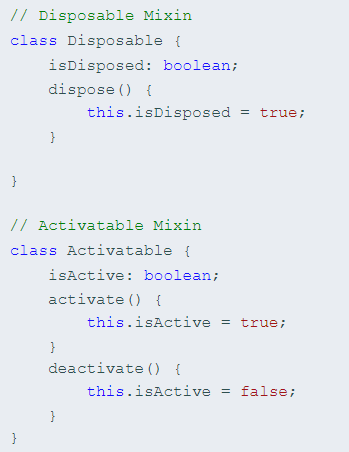 // Disposable Mixin
class Disposable {
    isDisposed: boolean;
    dispose() {
        this.isDisposed = true;
    }

}

// Activatable Mixin
class Activatable {
    isActive: boolean;
    activate() {
        this.isActive = true;
    }
    deactivate() {
        this.isActive = false;
    }
}